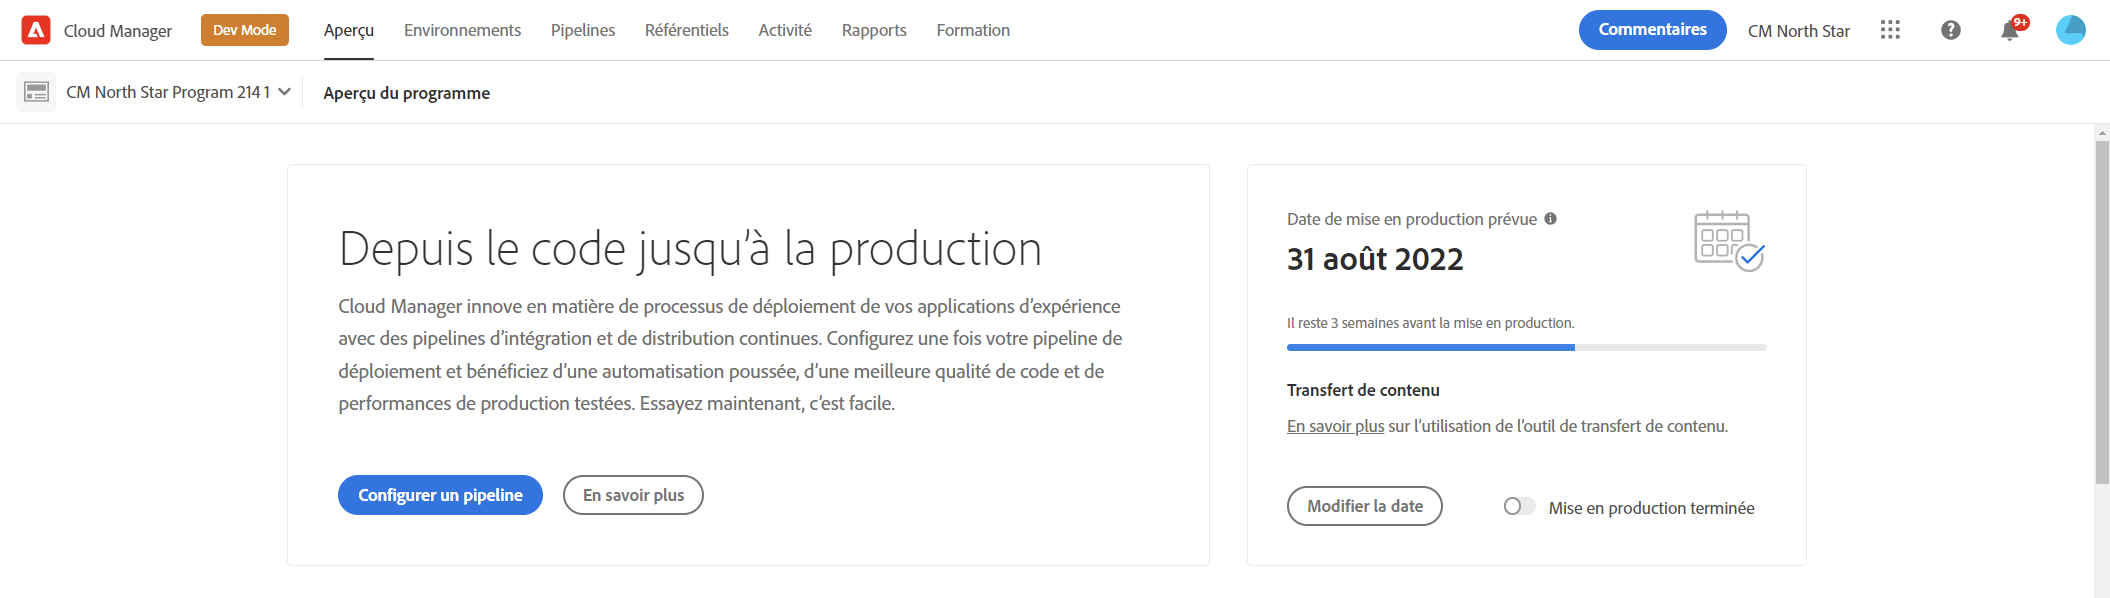 Cloud Manager
Dev Mode
Aperçu
Environnements
Pipelines
Référentiels
Activité
Rapports
Formation
Commentaires
CM North Star
9+
CM North Star Program 2141
Aperçu du programme
Depuis le code jusqu’à la production
Cloud Manager innove en matière de processus de déploiement de vos applications d’expérience
avec des pipelines d’intégration et de distribution continues. Configurez une fois votre pipeline de
déploiement et bénéficiez d’une automatisation poussée, d’une meilleure qualité de code et de
performances de production testées. Essayez maintenant, c’est facile.
Configurer un pipeline
En savoir plus
Date de mise en production prévue
31 août 2022
Il reste 3 semaines avant la mise en production.
Transfert de contenu
En savoir plus sur l’utilisation de l’outil de transfert de contenu.
Modifier la date
Mise en production terminée